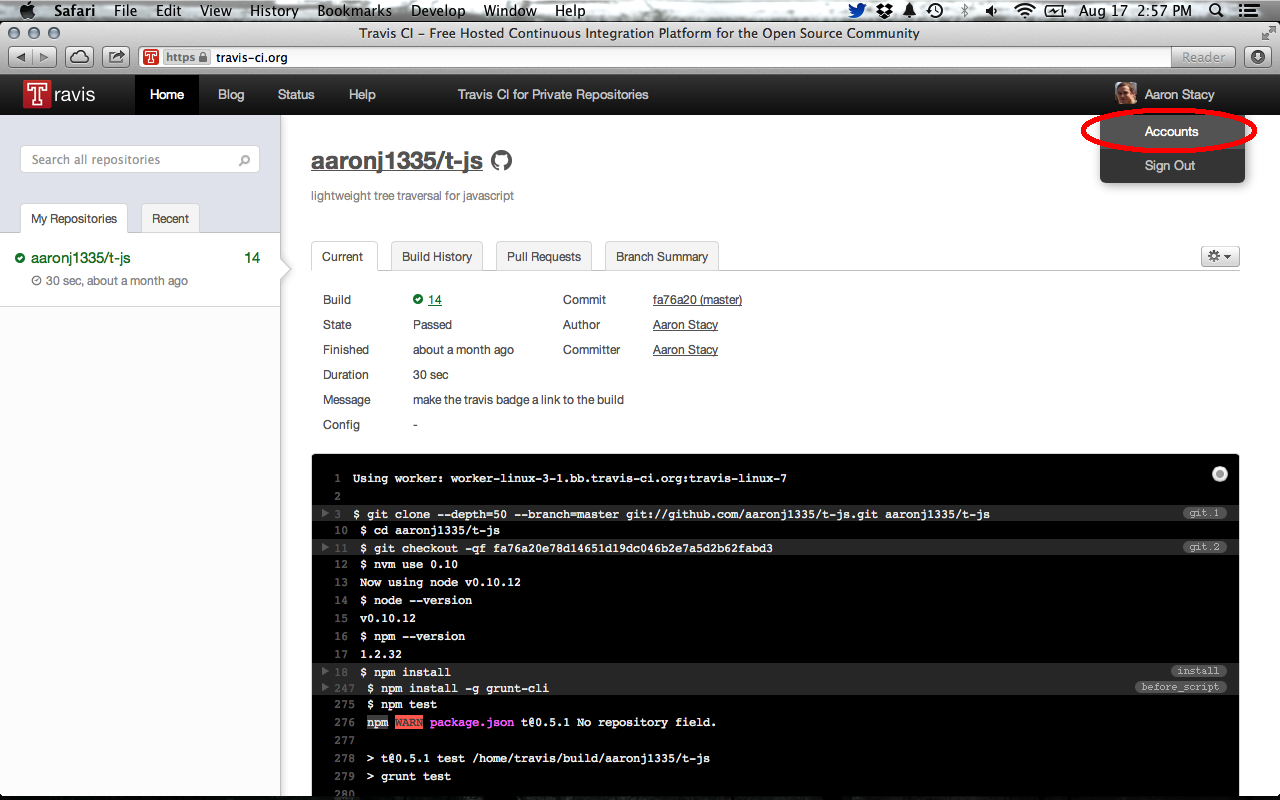 Safari File Edit View History Bookmarks Develop Window Help Aug 17 2:57 PM
Travis CI – Free Hosted Continuous Integration Platform for the Open Source Community
https travis-ci.org Reader
Travis Home Blog Status Help Travis CI for Private Repositories Aaron Stacy
Accounts
Sign Out
Search all repositories
My Repositories Recent
aaronj1335/t-js 14
30 sec, about a month ago
aaronj1335/t-js
lightweight tree traversal for javascript
Current Build History Pull Requests Branch Summary
Build 14 Commit fa76a20 (master)
State Passed Author Aaron Stacy
Finished about a month ago Committer Aaron Stacy
Duration 30 sec
Message make the travis badge a link to the build
Config -
1 Using worker: worker-linux-3-1.bb.travis-ci.org:travis-linux-7
2
3 $ git clone --depth=50 --branch=master git://github.com/aaronj1335/t-js.git aaronj1335/t-js git.1
10 $ cd aaronj1335/t-js
11 $ git checkout -qf fa76a20e78d14651d19dc046b2e7a5d2b62fabd3 git.2
12 $ nvm use 0.10
13 Now using node v0.10.12
14 $ node --version
15 v0.10.12
16 $ npm --version
17 1.2.32
18 $ npm install install
247 $ npm install -g grunt-cli before_script
275 $ npm test
276 npm WARN package.json t@0.5.1 No repository field.
277
278 > t@0.5.1 test /home/travis/build/aaronj1335/t-js
279 > grunt test
280